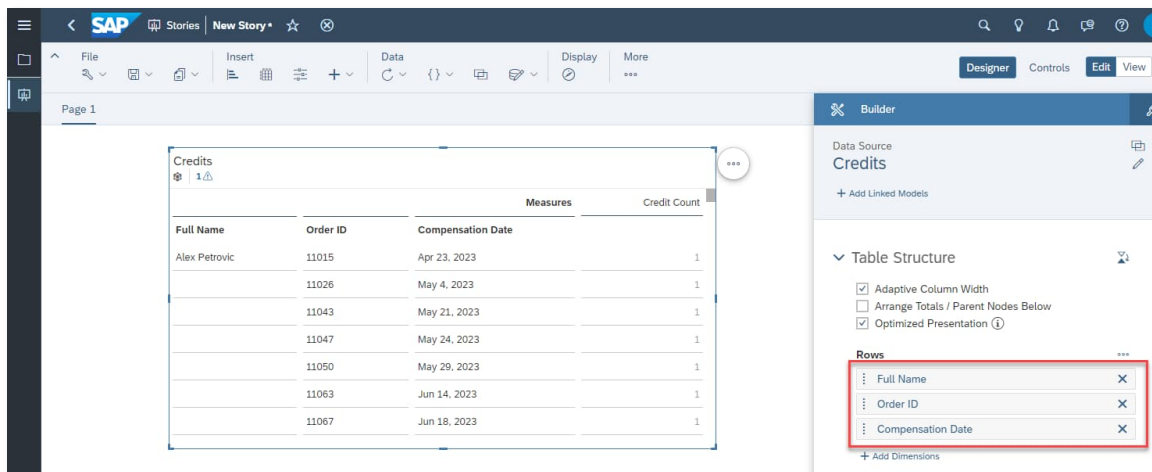 SAP Stories New Story •
File Insert Data Display More
Designer Controls Edit View
Page 1
Builder
Credits
1
Measures Credit Count
Full Name Order ID Compensation Date
Alex Petrovic 11015 Apr 23, 2023 1
11026 May 4, 2023 1
11043 May 21, 2023 1
11047 May 24, 2023 1
11050 May 29, 2023 1
11063 Jun 14, 2023 1
11067 Jun 18, 2023 1
Data Source
Credits
+ Add Linked Models
Table Structure
Adaptive Column Width
Arrange Totals / Parent Nodes Below
Optimized Presentation
Rows
Full Name
Order ID
Compensation Date
+ Add Dimensions